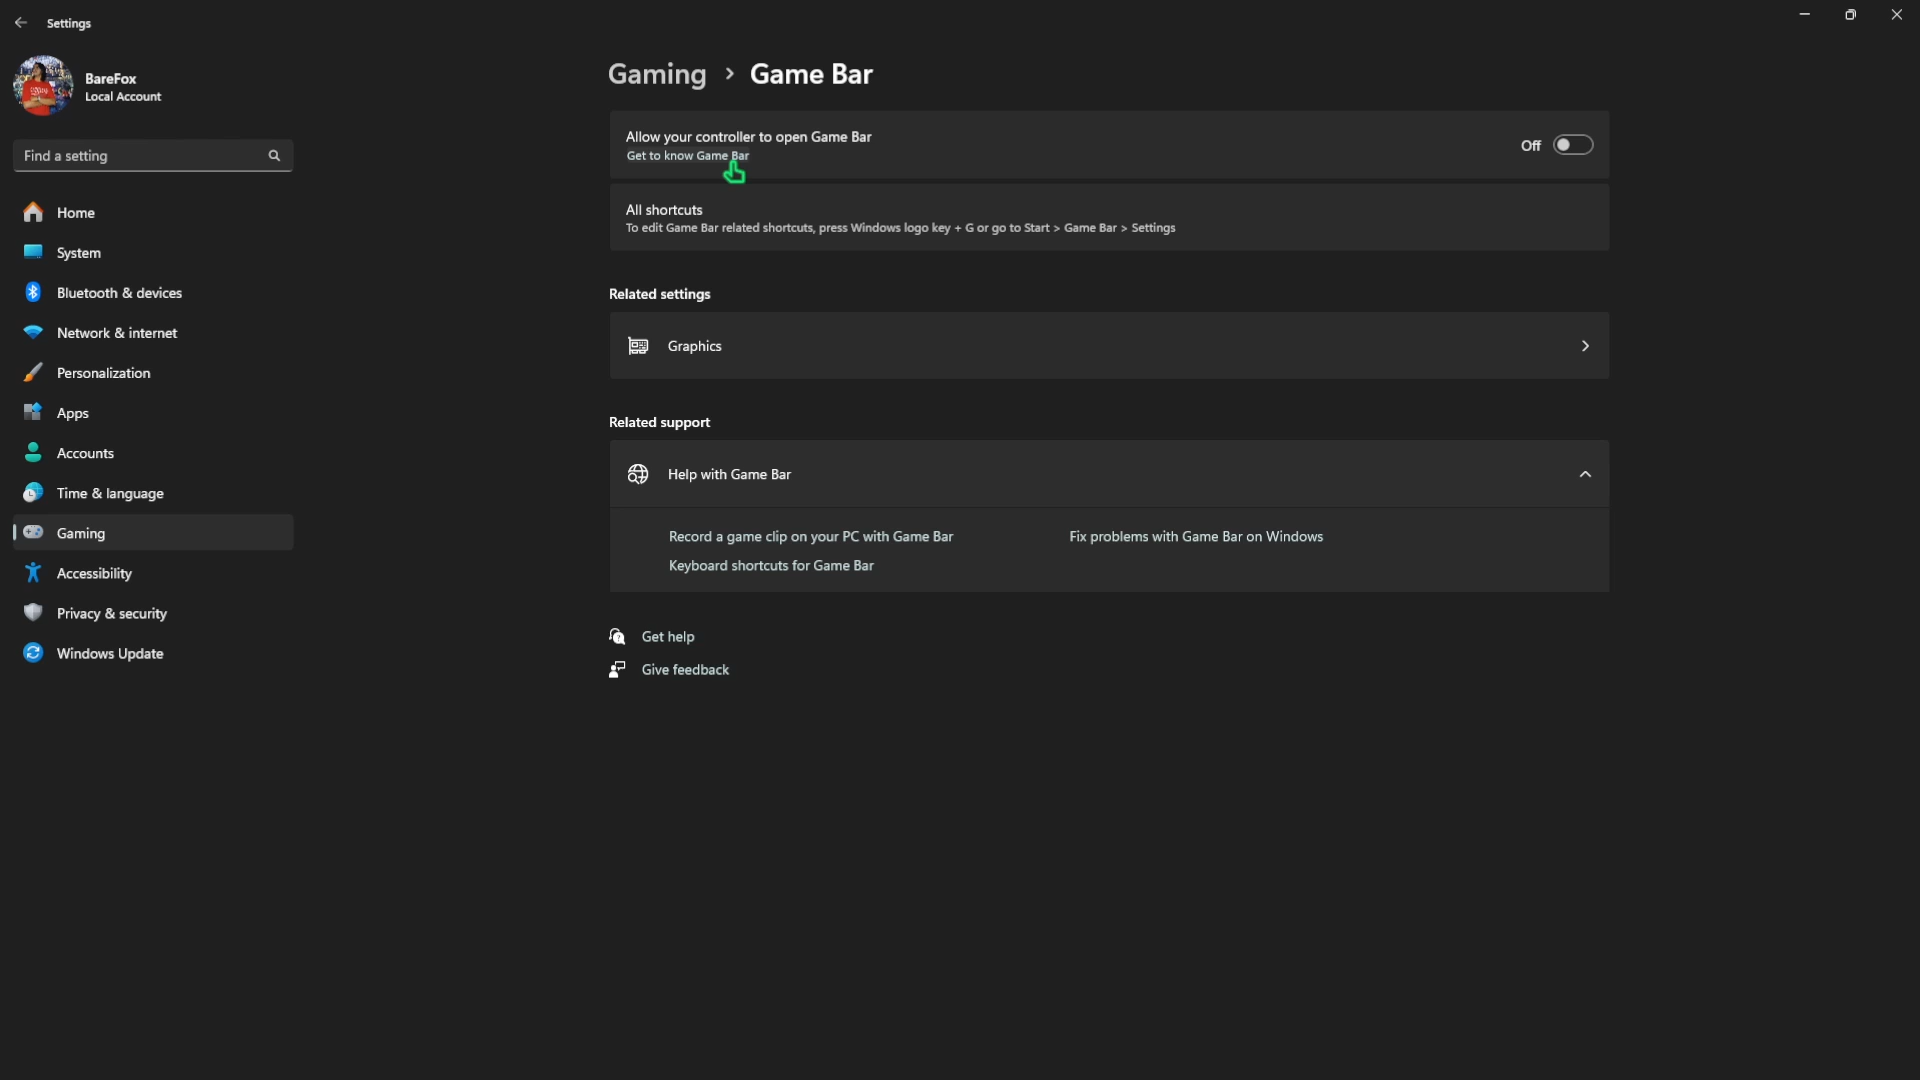 Settings
BareFox
Local Account
Find a setting
Home
System
Bluetooth & devices
Network & internet
Personalization
Apps
Accounts
Time & language
Gaming
Accessibility
Privacy & security
Windows Update
Gaming > Game Bar
Allow your controller to open Game Bar
Get to know Game Bar
Off
All shortcuts
To edit Game Bar related shortcuts, press Windows logo key + G or go to Start > Game Bar > Settings
Related settings
Graphics
Related support
Help with Game Bar
Record a game clip on your PC with Game Bar
Fix problems with Game Bar on Windows
Keyboard shortcuts for Game Bar
Get help
Give feedback